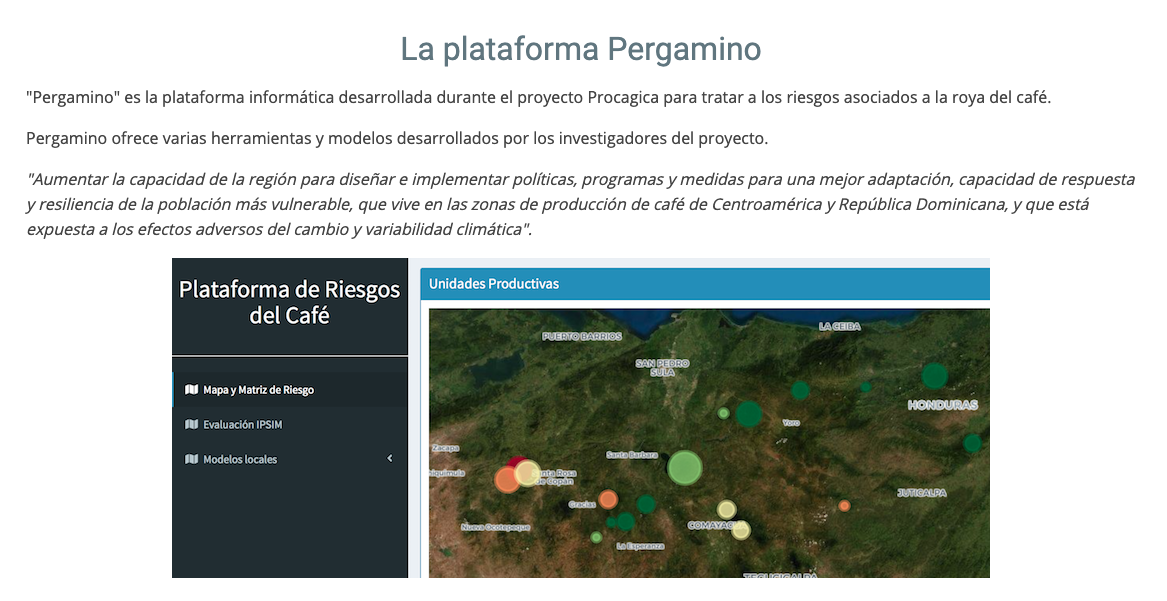 La plataforma Pergamino
"Pergamino" es la plataforma informática desarrollada durante el proyecto Procagica para tratar a los riesgos asociados a la roya del café.
Pergamino ofrece varias herramientas y modelos desarrollados por los investigadores del proyecto.
"Aumentar la capacidad de la región para diseñar e implementar políticas, programas y medidas para una mejor adaptación, capacidad de respuesta
y resiliencia de la población más vulnerable, que vive en las zonas de producción de café de Centroamérica y República Dominicana, y que está
expuesta a los efectos adversos del cambio y variabilidad climática".
Plataforma de Riesgos
del Café
Mapa y Matriz de Riesgo
Evaluación IPSIM
Modelos locales
Unidades Productivas
PUERTO BARRIOS
LA CEIBA
SAN PEDRO
SULA
HONDURAS
Yoro
Zacapa
Santa Barbara
hiquimula
anta Rosa
de Copán
JUTICALPA
Gracias
Nueva Ocotepeque
COMAYAG
La Esperanza
TEGUCIGALPA